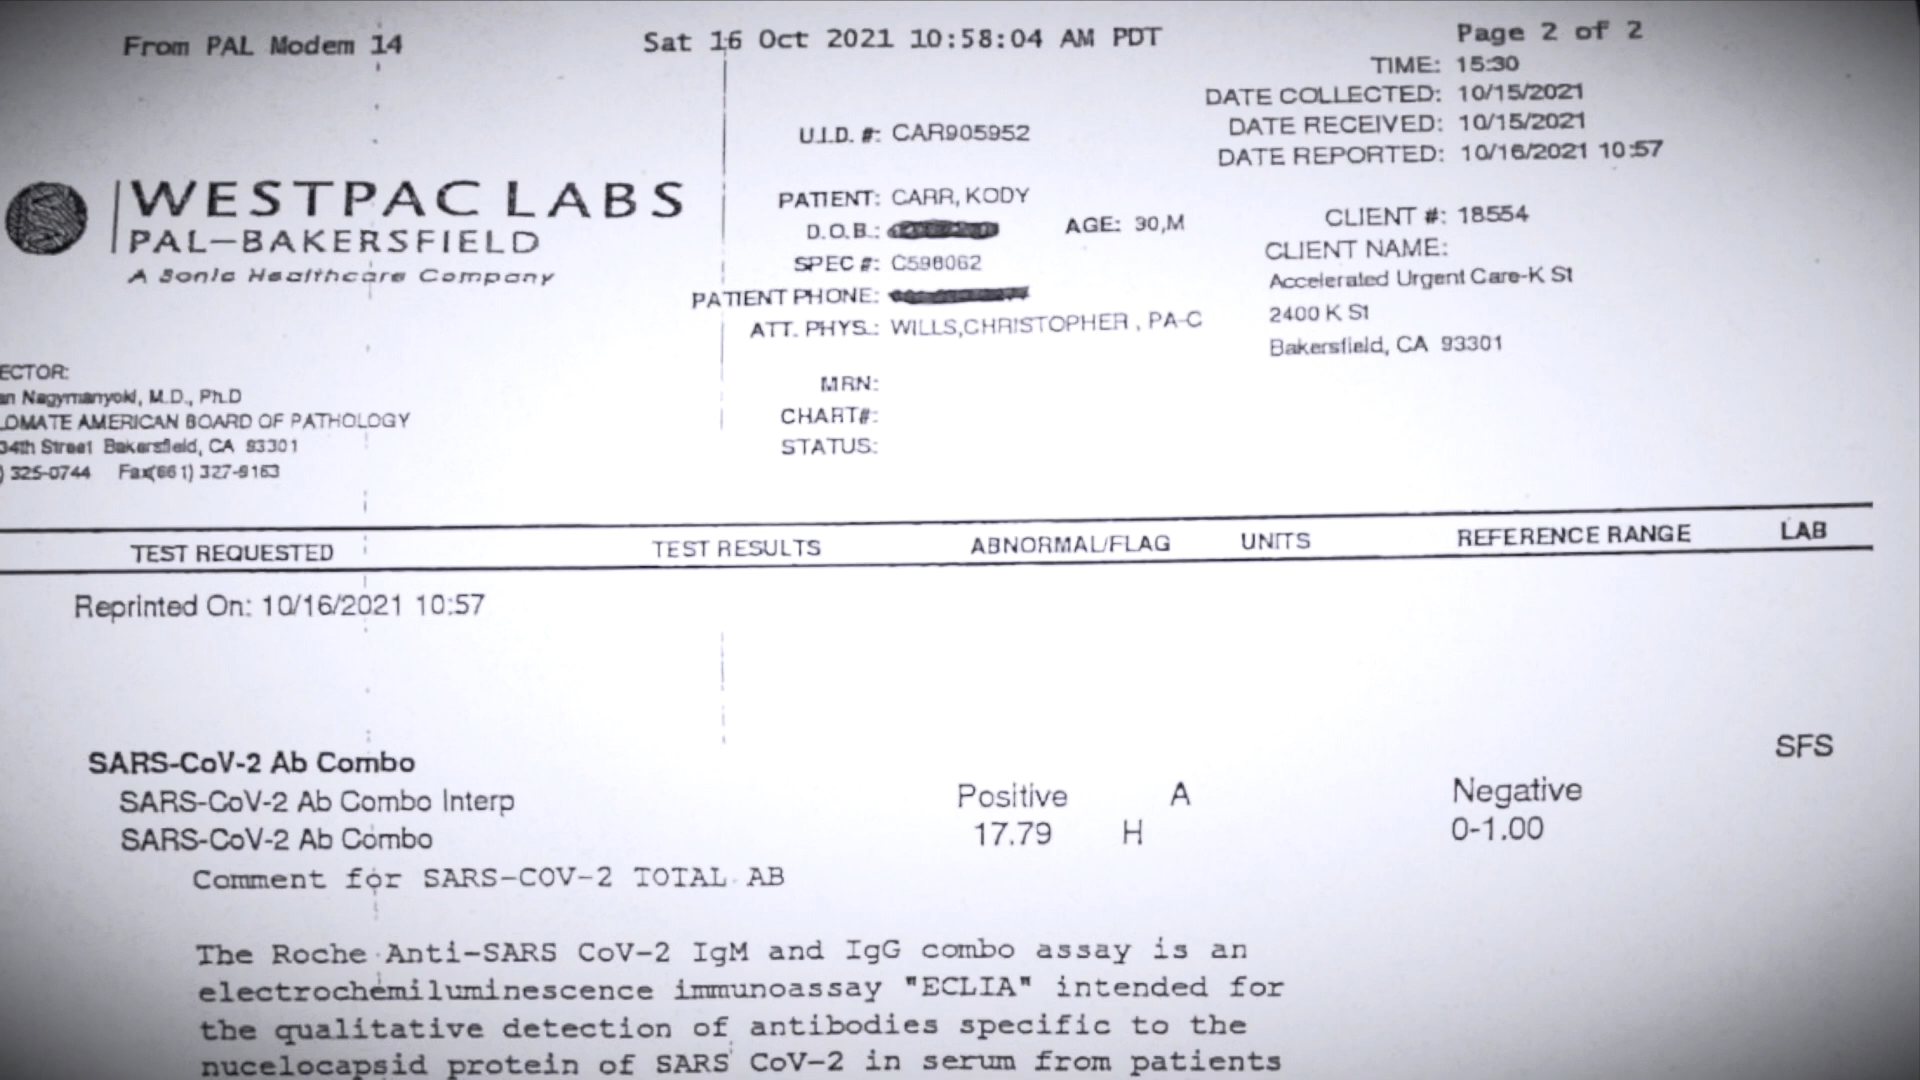 From PAL Modem 14 Sat 16 Oct 2021 10:58:04 AM PDT Page 2 of 2
TIME: 15:30
DATE COLLECTED: 10/15/2021
DATE RECEIVED: 10/15/2021
DATE REPORTED: 10/16/2021 10:57
U.I.D. #: CAR905952
WESTPAC LABS
PAL-BAKERSFIELD
A Sonic Healthcare Company
PATIENT: CARR, KODY
D.O.B.: AGE: 30,M
SPEC #: C598062
PATIENT PHONE:
ATT. PHYS.: WILLS,CHRISTOPHER , PA-C
MRN:
CHART#:
STATUS:
CLIENT #: 18554
CLIENT NAME:
Accelerated Urgent Care-K St
2400 K St
Bakersfield, CA 93301
ECTOR:
an Nagymanyoki, M.D., Ph.D
LOMATE AMERICAN BOARD OF PATHOLOGY
34th Street Bakersfield, CA 93301
) 325-0744 Fax(661) 327-9163
TEST REQUESTED TEST RESULTS ABNORMAL/FLAG UNITS REFERENCE RANGE LAB
Reprinted On: 10/16/2021 10:57
SARS-CoV-2 Ab Combo SFS
SARS-CoV-2 Ab Combo Interp Positive A Negative
SARS-CoV-2 Ab Combo 17.79 H 0-1.00
Comment for SARS-COV-2 TOTAL AB
The Roche Anti-SARS CoV-2 IgM and IgG combo assay is an
electrochemiluminescence immunoassay "ECLIA" intended for
the qualitative detection of antibodies specific to the
nucelocapsid protein of SARS CoV-2 in serum from patients